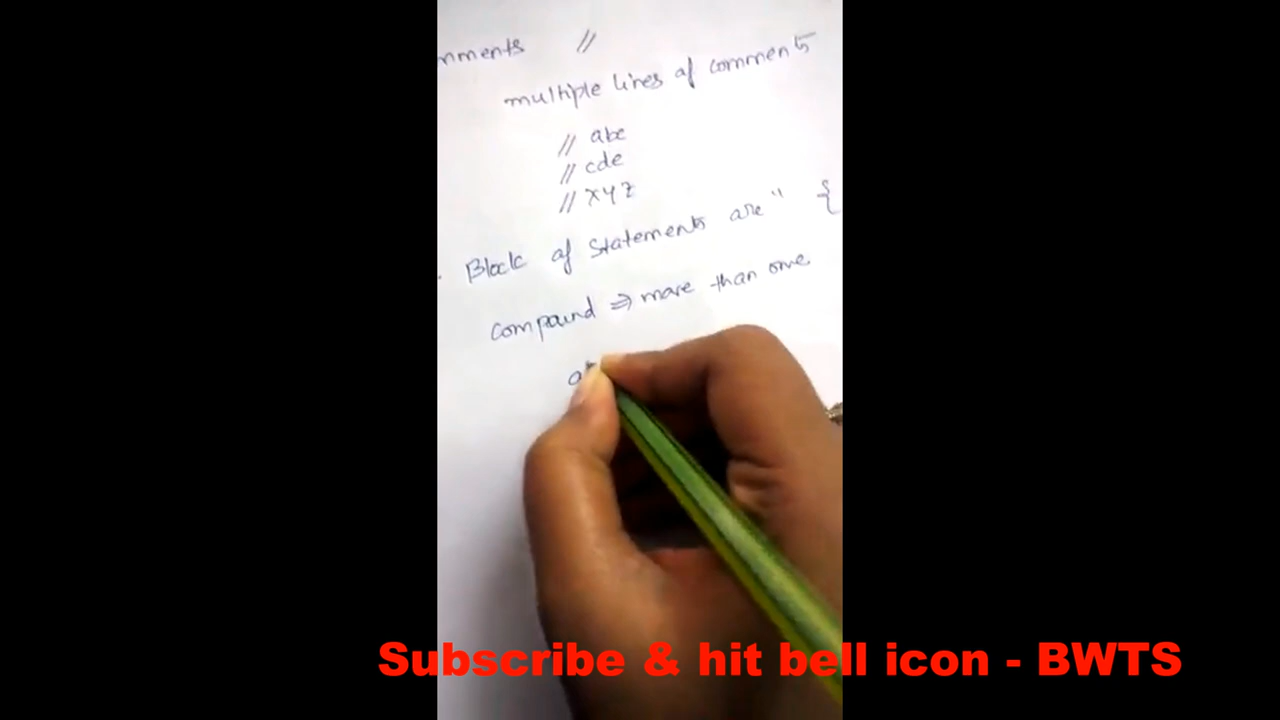 mments //
multiple lines of comments
// abc
// cde
// xyz
. Block of statements are" {
compound => more than one
a
Subscribe & hit bell icon - BWTS